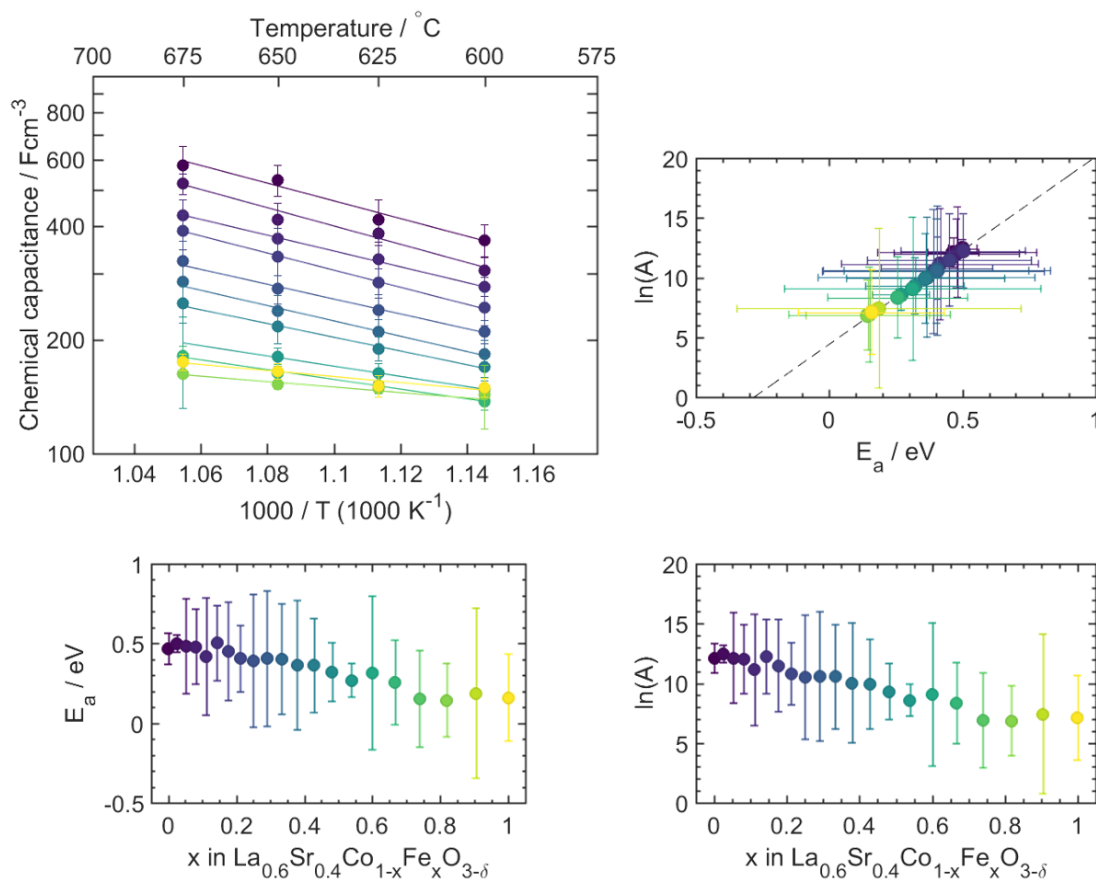 Temperature / °C
700 675 650 625 600 575
Chemical capacitance / Fcm-3
800
600
400
200
100
1.04 1.06 1.08 1.1 1.12 1.14 1.16
1000 / T (1000 K-1)
ln(A)
20
15
10
5
0
-0.5 0 0.5 1
Ea / eV
Ea / eV
1
0.5
0
-0.5
0 0.2 0.4 0.6 0.8 1
x in La0.6Sr0.4Co1-xFexO3-δ
ln(A)
20
15
10
5
0
0 0.2 0.4 0.6 0.8 1
x in La0.6Sr0.4Co1-xFexO3-δ